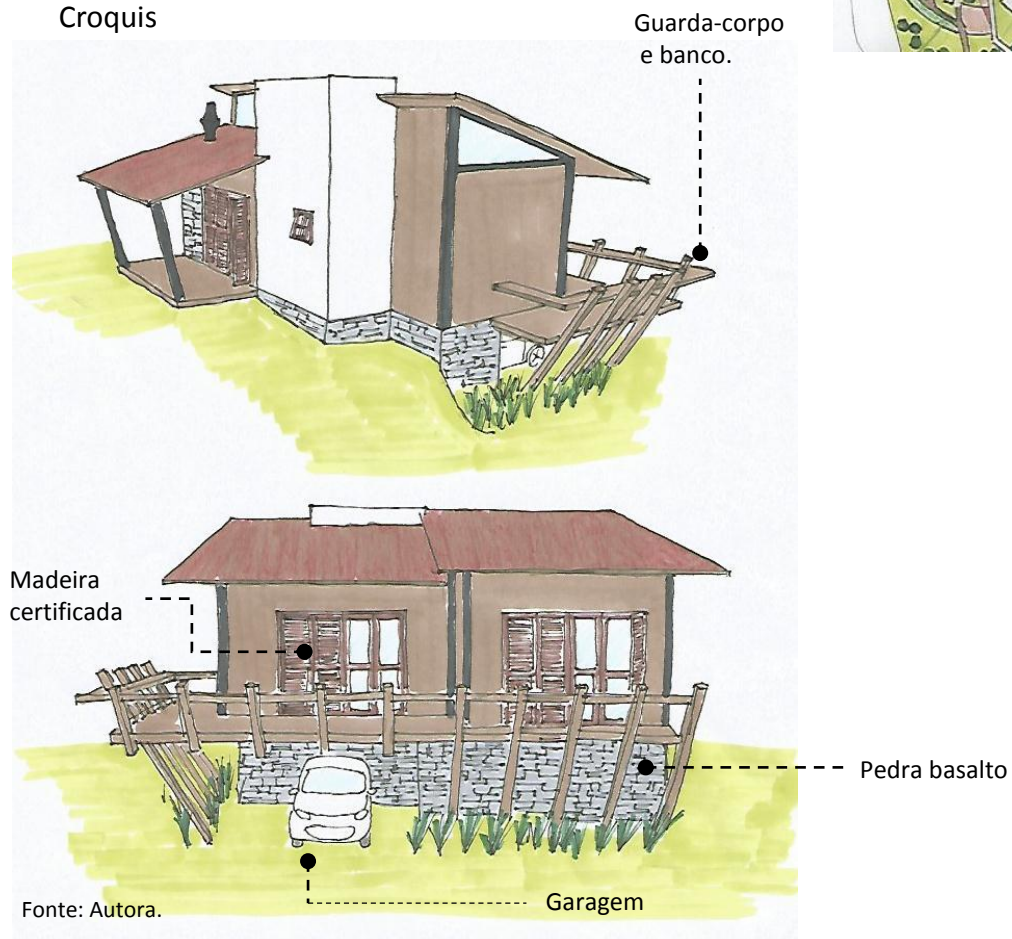 Croquis
Guarda-corpo
e banco.
Madeira
certificada
Pedra basalto
Garagem
Fonte: Autora.